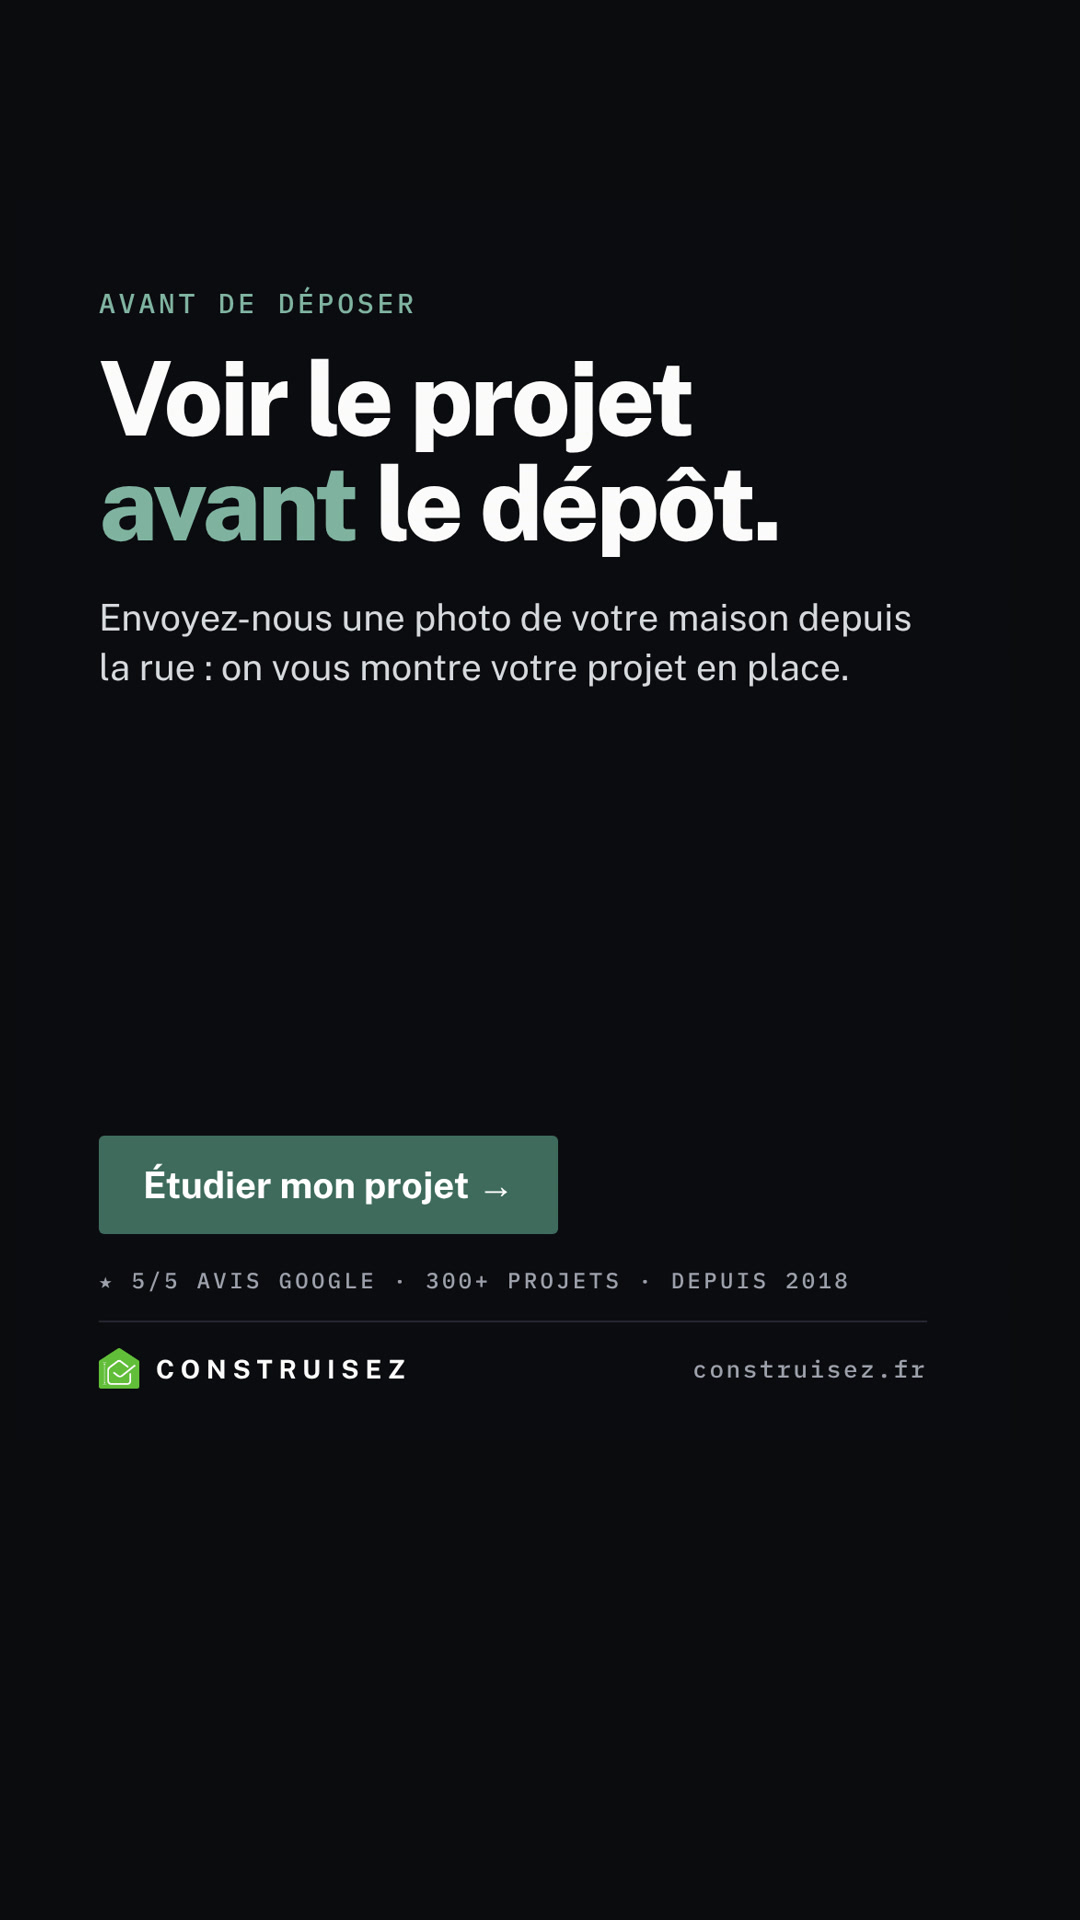 AVANT DE DÉPOSER
Voir le projet
avant le dépôt.
Envoyez-nous une photo de votre maison depuis
la rue : on vous montre votre projet en place.
Étudier mon projet →
★ 5/5 AVIS GOOGLE · 300+ PROJETS · DEPUIS 2018
CONSTRUISEZ
construisez.fr